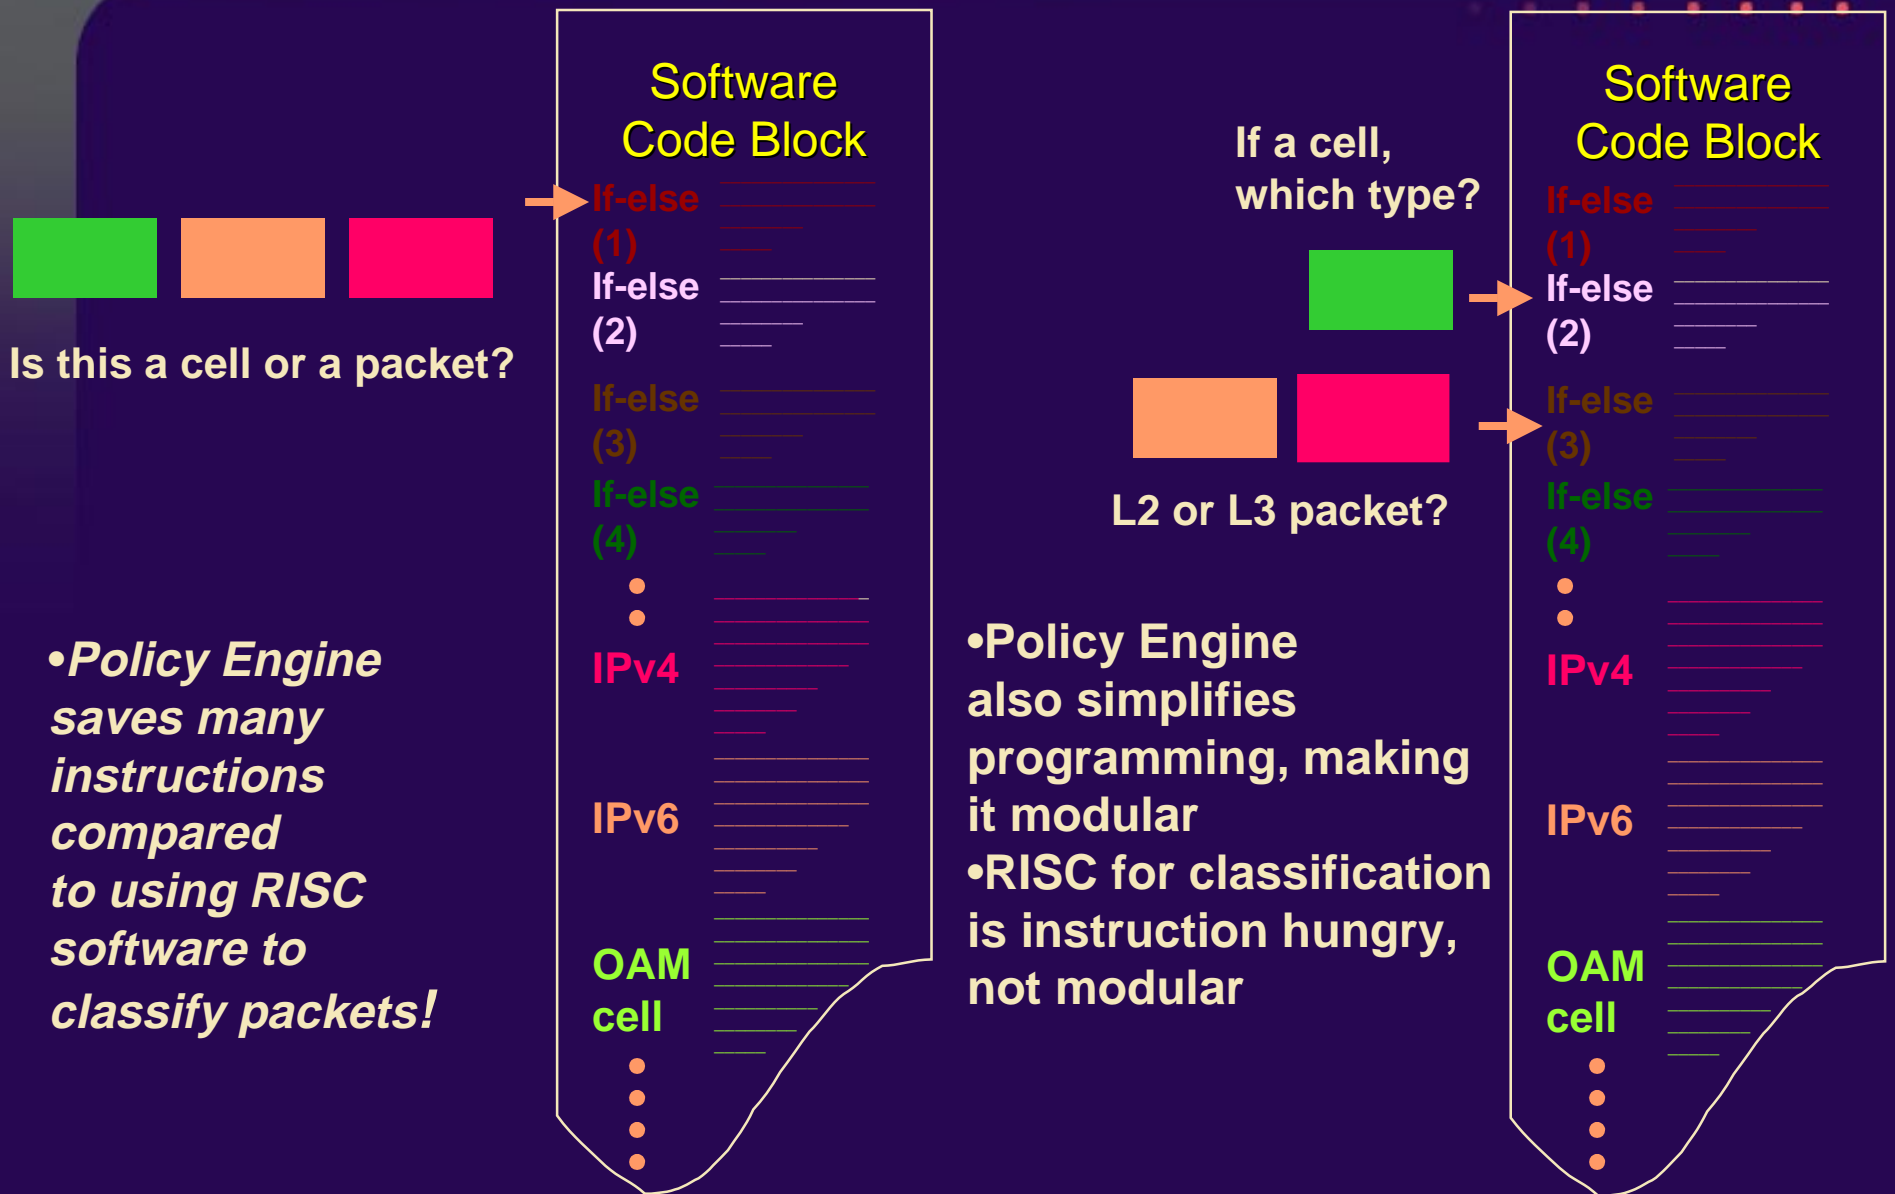 Software
Code Block
If-else
(1)
If-else
(2)
If-else
(3)
If-else
(4)
IPv4
IPv6
OAM
cell
Is this a cell or a packet?
•Policy Engine
saves many
instructions
compared
to using RISC
software to
classify packets!
If a cell,
which type?
L2 or L3 packet?
•Policy Engine
also simplifies
programming, making
it modular
•RISC for classification
is instruction hungry,
not modular
Software
Code Block
If-else
(1)
If-else
(2)
If-else
(3)
If-else
(4)
IPv4
IPv6
OAM
cell